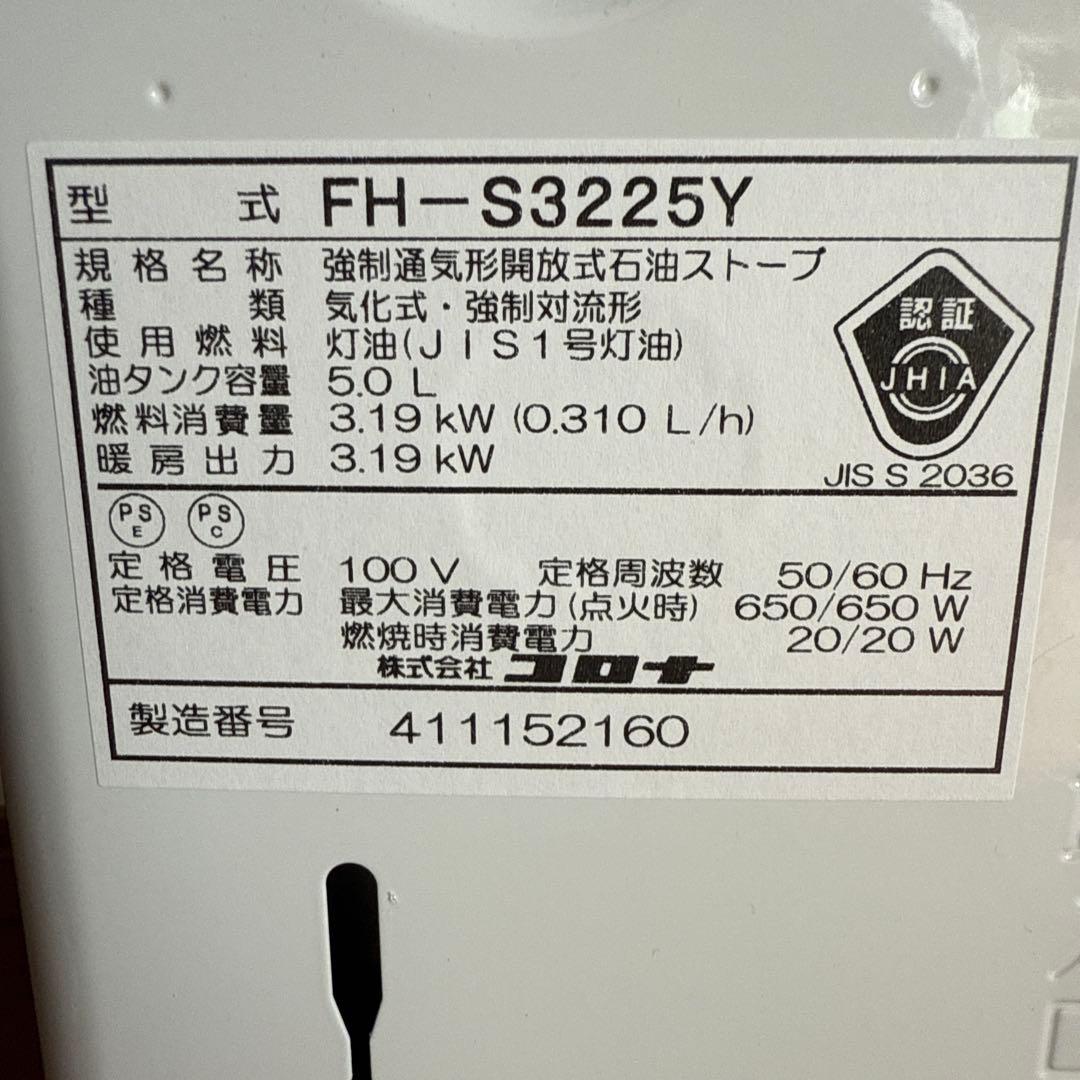 型式 FH-S3225Y
規格名称 強制通気形開放式石油ストーブ
種類 気化式・強制対流形
使用燃料 灯油(JIS1号灯油)
油タンク容量 5.0 L
燃料消費量 3.19 kW (0.310 L/h)
暖房出力 3.19 kW
認証
JHIA
JIS S 2036
PS E PS C
定格電圧 100 V 定格周波数 50/60 Hz
定格消費電力 最大消費電力(点火時) 650/650 W
燃焼時消費電力 20/20 W
株式会社 コロナ
製造番号 411152160